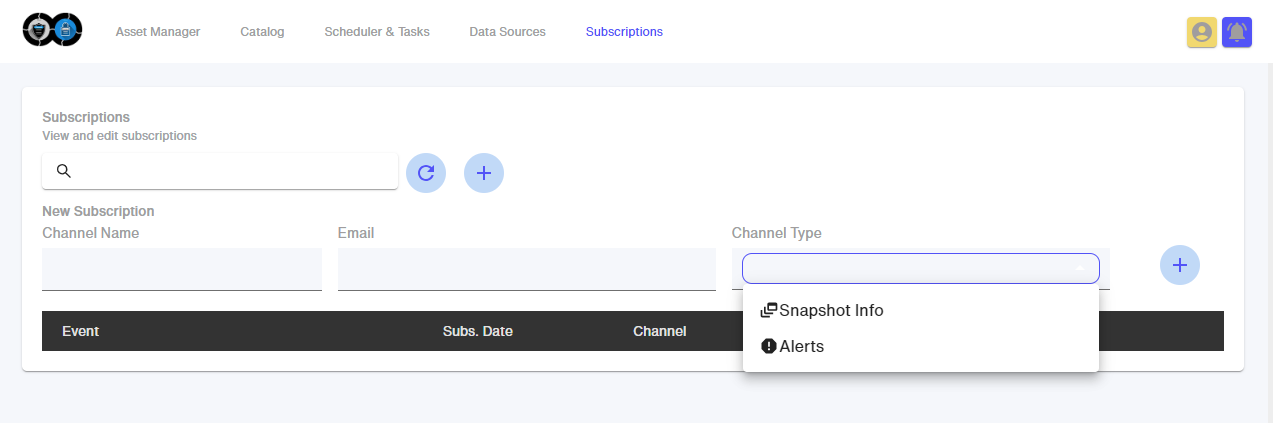 Asset Manager Catalog Scheduler & Tasks Data Sources Subscriptions
Subscriptions
View and edit subscriptions
New Subscription
Channel Name Email Channel Type
Snapshot Info
Alerts
Event Subs. Date Channel